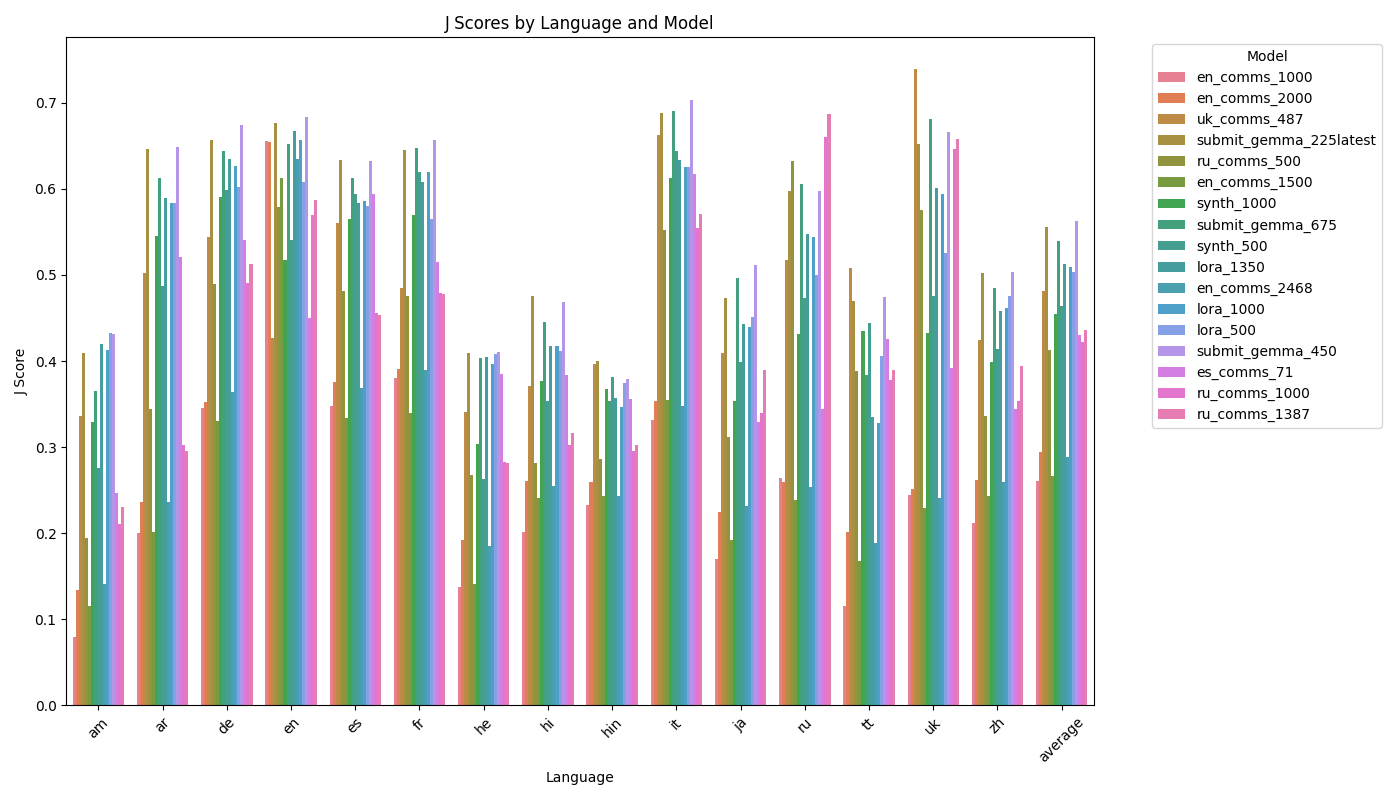 J Scores by Language and Model
J Score
0.7
0.6
0.5
0.4
0.3
0.2
0.1
0.0
am
ar
de
en
es
fr
he
hi
hin
it
ja
ru
tt
uk
zh
average
Language
Model
en_comms_1000
en_comms_2000
uk_comms_487
submit_gemma_225latest
ru_comms_500
en_comms_1500
synth_1000
submit_gemma_675
synth_500
lora_1350
en_comms_2468
lora_1000
lora_500
submit_gemma_450
es_comms_71
ru_comms_1000
ru_comms_1387